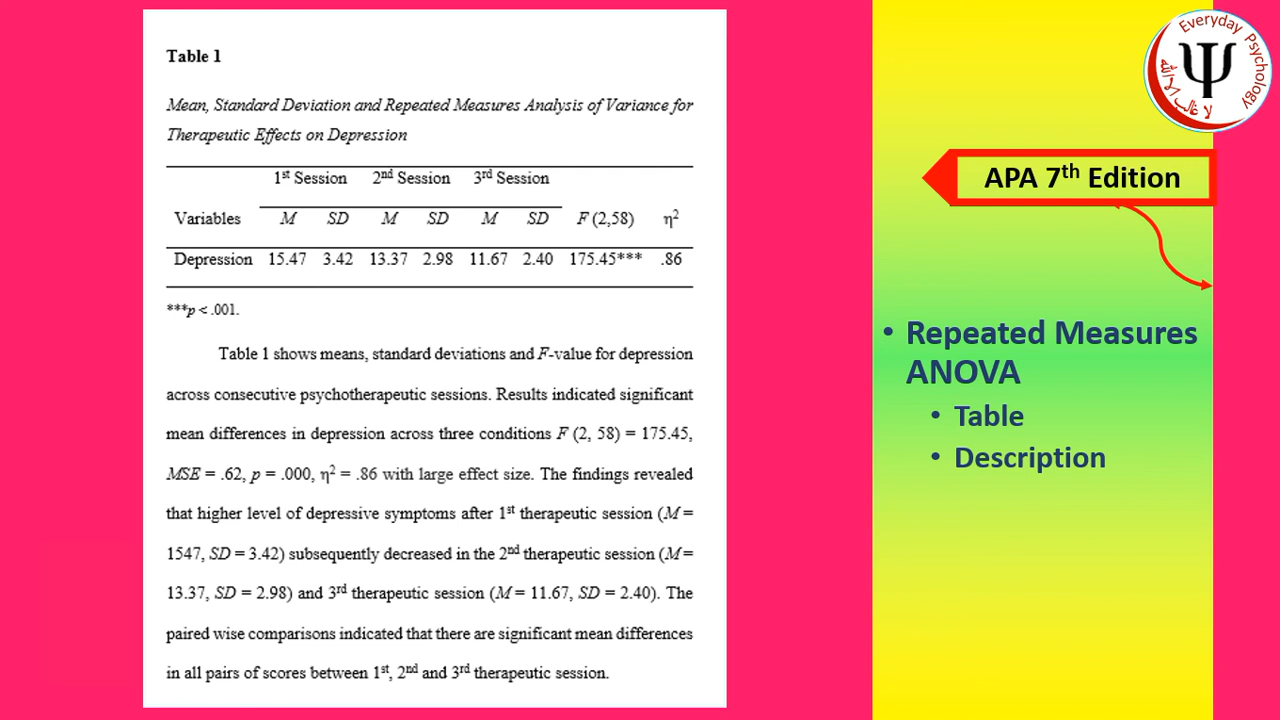 Table 1
Mean, Standard Deviation and Repeated Measures Analysis of Variance for
Therapeutic Effects on Depression
1st Session 2nd Session 3rd Session
Variables M SD M SD M SD F (2,58) η²
Depression 15.47 3.42 13.37 2.98 11.67 2.40 175.45*** .86
***p < .001.
Table 1 shows means, standard deviations and F-value for depression
across consecutive psychotherapeutic sessions. Results indicated significant
mean differences in depression across three conditions F (2, 58) = 175.45,
MSE = .62, p = .000, η² = .86 with large effect size. The findings revealed
that higher level of depressive symptoms after 1st therapeutic session (M =
1547, SD = 3.42) subsequently decreased in the 2nd therapeutic session (M =
13.37, SD = 2.98) and 3rd therapeutic session (M = 11.67, SD = 2.40). The
paired wise comparisons indicated that there are significant mean differences
in all pairs of scores between 1st, 2nd and 3rd therapeutic session.
Everyday Psychology
Ψ
لا غالب الا الله
APA 7th Edition
• Repeated Measures
ANOVA
• Table
• Description